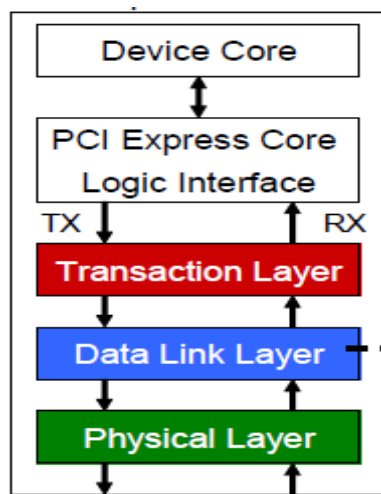 Device Core
PCI Express Core
Logic Interface
TX RX
Transaction Layer
Data Link Layer
Physical Layer